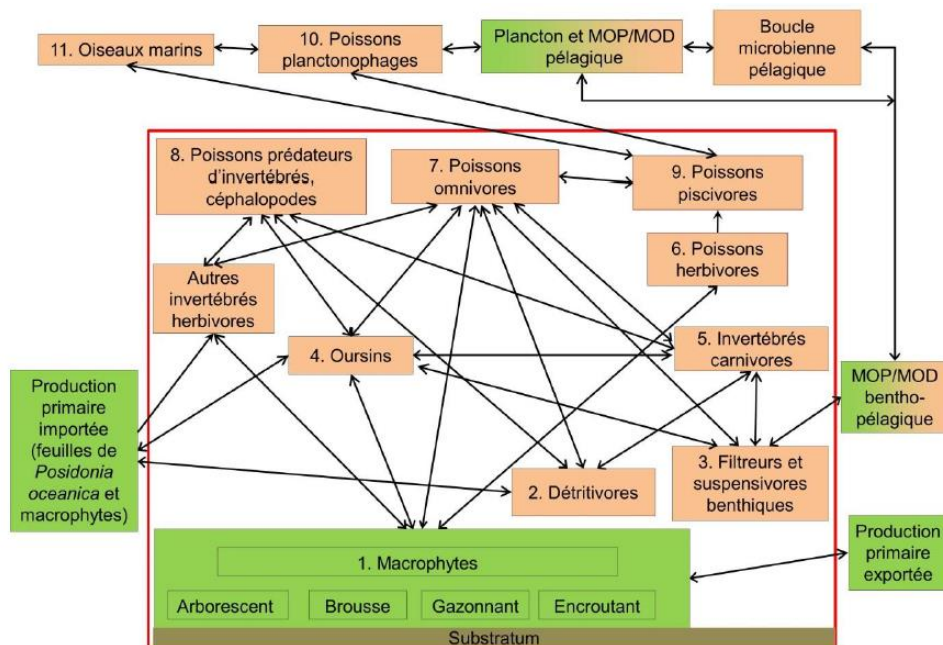 11. Oiseaux marins
10. Poissons
planctonophages
Plancton et MOP/MOD
pélagique
Boucle
microbienne
pélagique
8. Poissons prédateurs
d'invertébrés,
céphalopodes
7. Poissons
omnivores
9. Poissons
piscivores
6. Poissons
herbivores
Autres
invertébrés
herbivores
4. Oursins
5. Invertébrés
carnivores
MOP/MOD
bentho-
pélagique
Production
primaire
importée
(feuilles de
Posidonia
oceanica et
macrophytes)
2. Détritivores
3. Filtreurs et
suspensivores
benthiques
Production
primaire
exportée
1. Macrophytes
Arborescent
Brousse
Gazonnant
Encroutant
Substratum